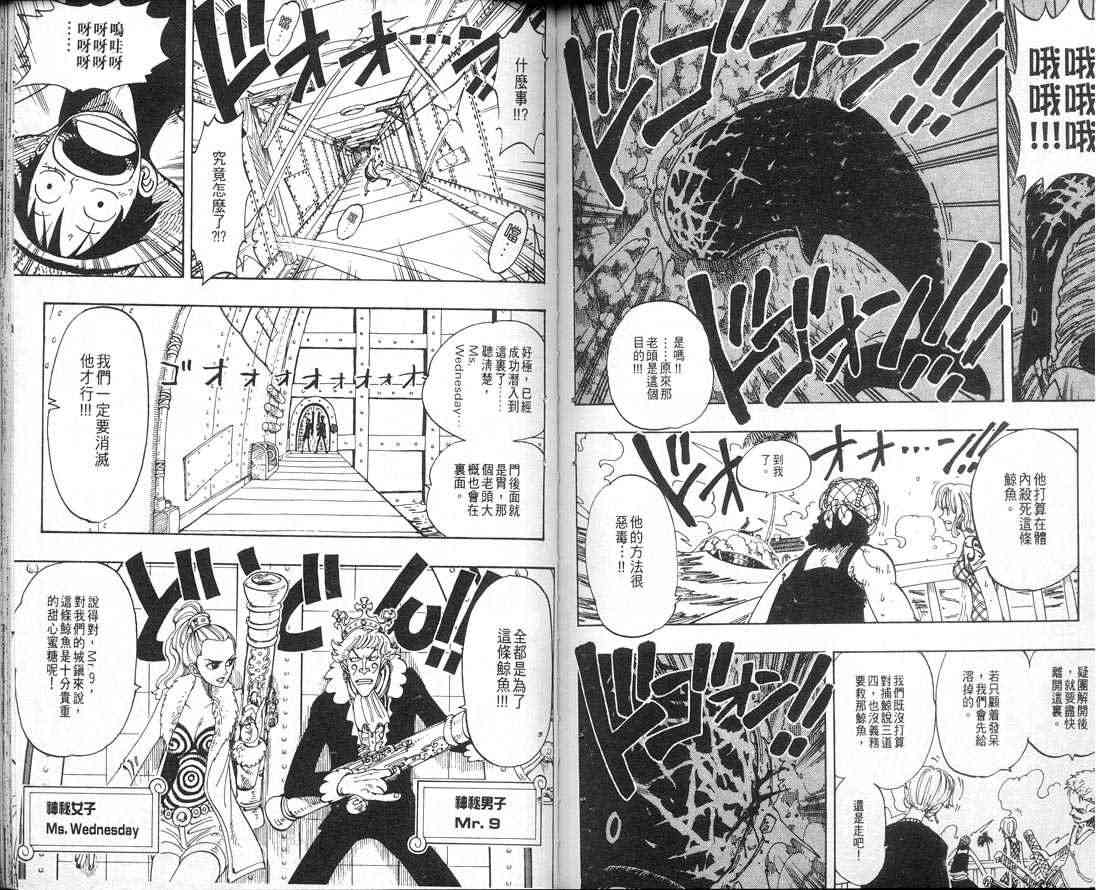 哦哦
哦哦
!!!哦
ドゴオオン!!!
ドゴオオン!!!
是嗎!!
……原來那
老頭是這個
目的!!!
他打算在體
內殺死這條
鯨魚。
到我
了。
オオオン…!!!
他的方法很
惡毒…!!
疑團解開後
，就要盡快
離開這裏。
若只顧着發呆
，我們會先給
溶掉的。
我們既沒打算
對捕鯨說三道
四，也沒義務
要救那鯨魚，
還是走吧！
ドゴオオン!!
什麼事!!?
噹…
ドオオオ
究竟怎麼了?!?
噹…
噹…
嗚哇呀
呀呀呀
呀呀呀
……
好極，已經
成功潛入到
這裏了……
聽清楚，
Ms.
Wednesday…
門後面就
是胃，那
個老頭大
概也會在
裏面。
ゴオオオオオオオ
我們一定要消滅
他才行!!!
全都是為了
這條鯨魚!!!
どどん!!
說得對，Mr.9，
對我們的城鎮來說，
這條鯨魚是十分貴重
的甜心蜜糖呢！
神秘男子
Mr. 9
神秘女子
Ms. Wednesday